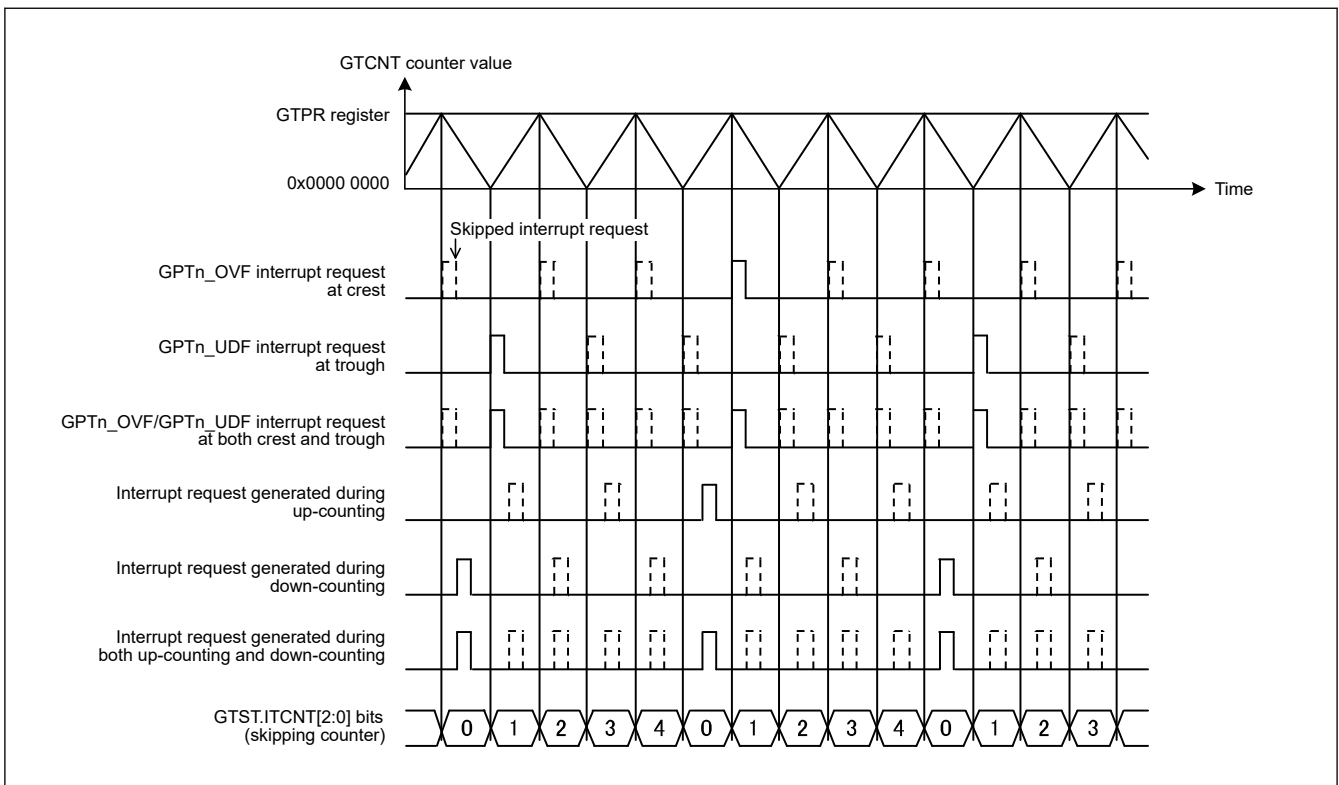 GTCNT counter value
GTPR register
0x0000 0000
Time
Skipped interrupt request
GPTn_OVF interrupt request
at crest
GPTn_UDF interrupt request
at trough
GPTn_OVF/GPTn_UDF interrupt request
at both crest and trough
Interrupt request generated during
up-counting
Interrupt request generated during
down-counting
Interrupt request generated during
both up-counting and down-counting
GTST.ITCNT[2:0] bits
(skipping counter)
0 1 2 3 4 0 1 2 3 4 0 1 2 3